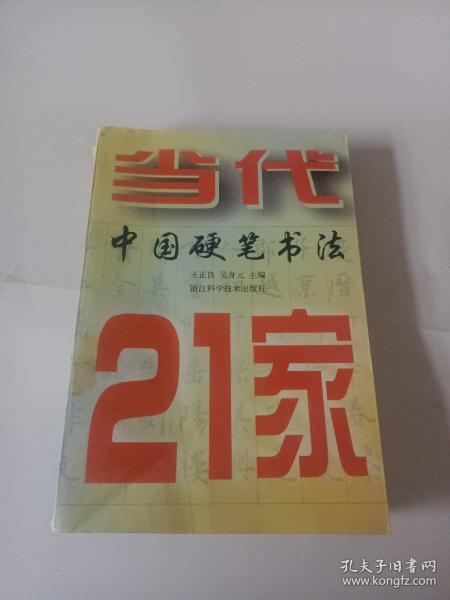 当代
中国硬笔书法
王正良 吴身元 主编
浙江科学技术出版社
21家
孔夫子旧书网
www.kongfz.com